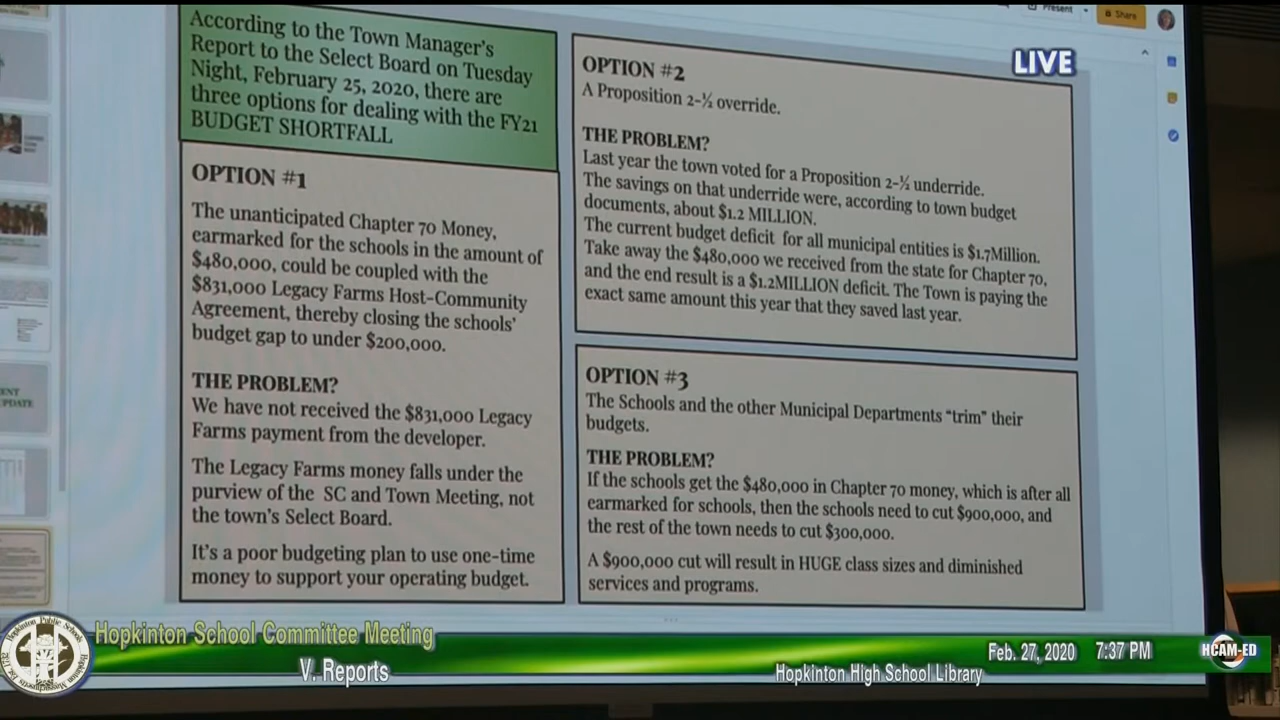 Present
Share
LIVE
According to the Town Manager's
Report to the Select Board on Tuesday
Night, February 25, 2020, there are
three options for dealing with the FY21
BUDGET SHORTFALL
OPTION #1
The unanticipated Chapter 70 Money,
earmarked for the schools in the amount of
$480,000, could be coupled with the
$831,000 Legacy Farms Host-Community
Agreement, thereby closing the schools'
budget gap to under $200,000.
THE PROBLEM?
We have not received the $831,000 Legacy
Farms payment from the developer.
The Legacy Farms money falls under the
purview of the SC and Town Meeting, not
the town's Select Board.
It's a poor budgeting plan to use one-time
money to support your operating budget.
OPTION #2
A Proposition 2-½ override.
THE PROBLEM?
Last year the town voted for a Proposition 2-½ underride.
The savings on that underride were, according to town budget
documents, about $1.2 MILLION.
The current budget deficit for all municipal entities is $1.7Million.
Take away the $480,000 we received from the state for Chapter 70,
and the end result is a $1.2MILLION deficit. The Town is paying the
exact same amount this year that they saved last year.
OPTION #3
The Schools and the other Municipal Departments "trim" their
budgets.
THE PROBLEM?
If the schools get the $480,000 in Chapter 70 money, which is after all
earmarked for schools, then the schools need to cut $900,000, and
the rest of the town needs to cut $300,000.
A $900,000 cut will result in HUGE class sizes and diminished
services and programs.
ENT
PDATE
Hopkinton Public Schools
H
Hopkinton School Committee Meeting
V. Reports
Feb. 27, 2020 7:37 PM
Hopkinton High School Library
HCAM-ED